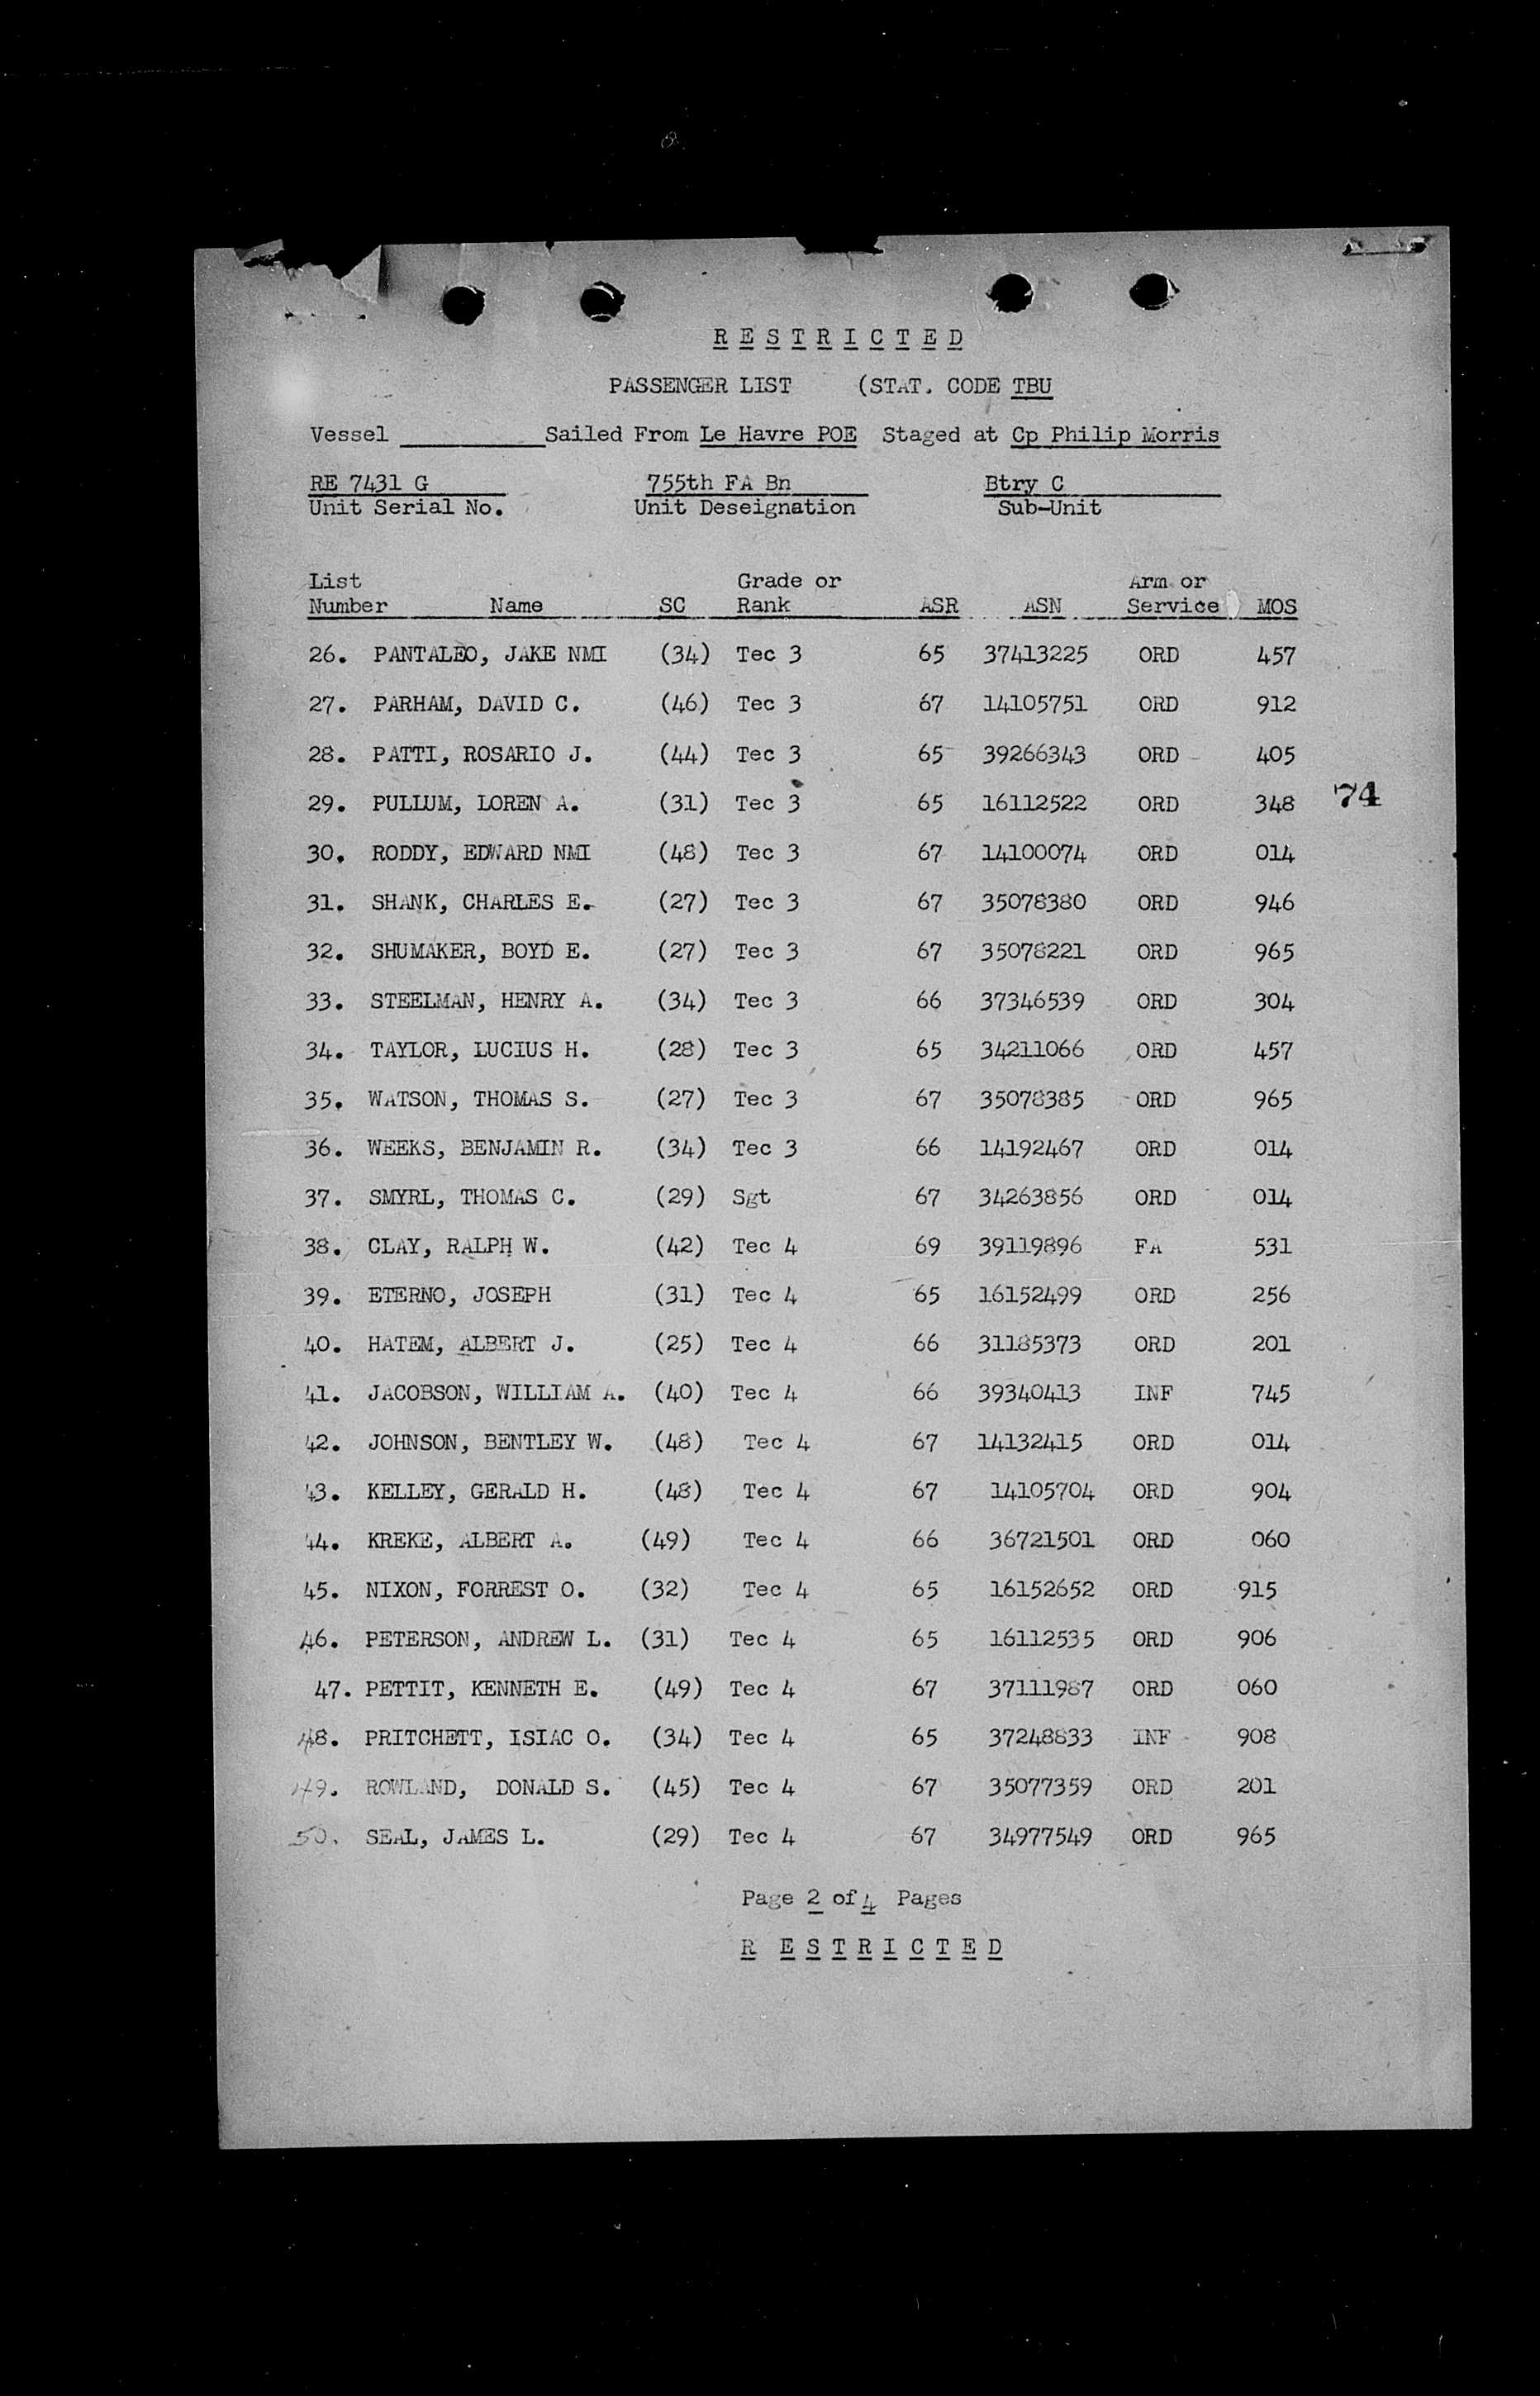 R E S T R I C T E D
PASSENGER LIST (STAT. CODE TBU
Vessel __________ Sailed From Le Havre POE Staged at Cp Philip Morris
RE 7431 G 755th FA Bn Btry C
Unit Serial No. Unit Deseignation Sub-Unit
List Grade or Arm or
Number Name SC Rank ASR ASN Service MOS
26. PANTALEO, JAKE NMI (34) Tec 3 65 37413225 ORD 457
27. PARHAM, DAVID C. (46) Tec 3 67 14105751 ORD 912
28. PATTI, ROSARIO J. (44) Tec 3 65 39266343 ORD 405
29. PULLUM, LOREN A. (31) Tec 3 65 16112522 ORD 348 74
30. RODDY, EDWARD NMI (48) Tec 3 67 14100074 ORD 014
31. SHANK, CHARLES E. (27) Tec 3 67 35078380 ORD 946
32. SHUMAKER, BOYD E. (27) Tec 3 67 35078221 ORD 965
33. STEELMAN, HENRY A. (34) Tec 3 66 37346539 ORD 304
34. TAYLOR, LUCIUS H. (28) Tec 3 65 34211066 ORD 457
35. WATSON, THOMAS S. (27) Tec 3 67 35078385 ORD 965
36. WEEKS, BENJAMIN R. (34) Tec 3 66 14192467 ORD 014
37. SMYRL, THOMAS C. (29) Sgt 67 34263856 ORD 014
38. CLAY, RALPH W. (42) Tec 4 69 39119896 FA 531
39. ETERNO, JOSEPH (31) Tec 4 65 16152499 ORD 256
40. HATEM, ALBERT J. (25) Tec 4 66 31185373 ORD 201
41. JACOBSON, WILLIAM A. (40) Tec 4 66 39340413 INF 745
42. JOHNSON, BENTLEY W. (48) Tec 4 67 14132415 ORD 014
43. KELLEY, GERALD H. (48) Tec 4 67 14105704 ORD 904
44. KREKE, ALBERT A. (49) Tec 4 66 36721501 ORD 060
45. NIXON, FORREST O. (32) Tec 4 65 16152652 ORD 915
46. PETERSON, ANDREW L. (31) Tec 4 65 16112535 ORD 906
47. PETTIT, KENNETH E. (49) Tec 4 67 37111987 ORD 060
48. PRITCHETT, ISIAC O. (34) Tec 4 65 37248833 INF 908
49. ROWLAND, DONALD S. (45) Tec 4 67 35077359 ORD 201
50. SEAL, JAMES L. (29) Tec 4 67 34977549 ORD 965
Page 2 of 4 Pages
R E S T R I C T E D